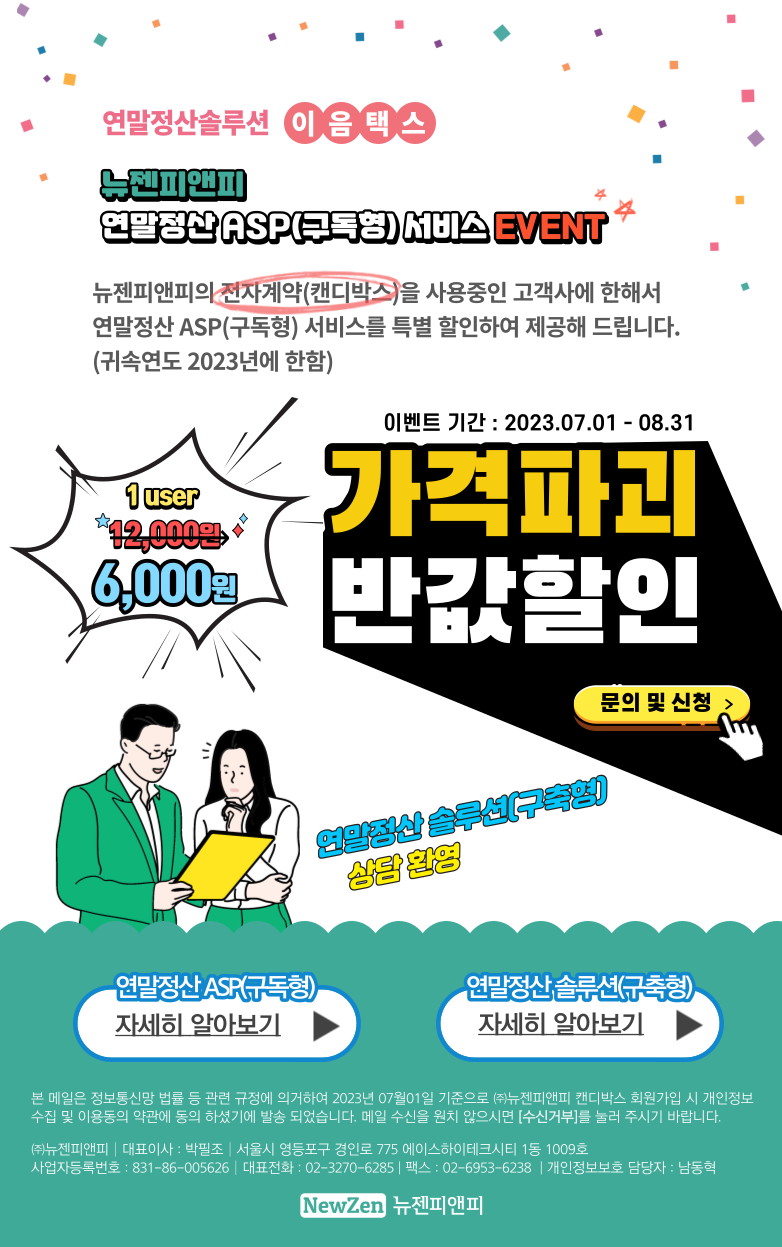 연말정산솔루션 이음택스
뉴젠피앤피
연말정산 ASP(구독형) 서비스 EVENT
뉴젠피앤피의 전자계약(캔디박스)을 사용중인 고객사에 한해서
연말정산 ASP(구독형) 서비스를 특별 할인하여 제공해 드립니다.
(귀속연도 2023년에 한함)
이벤트 기간 : 2023.07.01 - 08.31
가격파괴
반값할인
1 user
12,000원
6,000원
문의 및 신청 >
연말정산 솔루션(구축형)
상담 환영
연말정산 ASP(구독형)
자세히 알아보기
연말정산 솔루션(구축형)
자세히 알아보기
본 메일은 정보통신망 법률 등 관련 규정에 의거하여 2023년 07월01일 기준으로 ㈜뉴젠피앤피 캔디박스 회원가입 시 개인정보
수집 및 이용동의 약관에 동의 하셨기에 발송 되었습니다. 메일 수신을 원치 않으시면 [수신거부]를 눌러 주시기 바랍니다.
㈜뉴젠피앤피 | 대표이사 : 박필조 | 서울시 영등포구 경인로 775 에이스하이테크시티 1동 1009호
사업자등록번호 : 831-86-005626 | 대표전화 : 02-3270-6285 | 팩스 : 02-6953-6238 | 개인정보보호 담당자 : 남동혁
NewZen 뉴젠피앤피